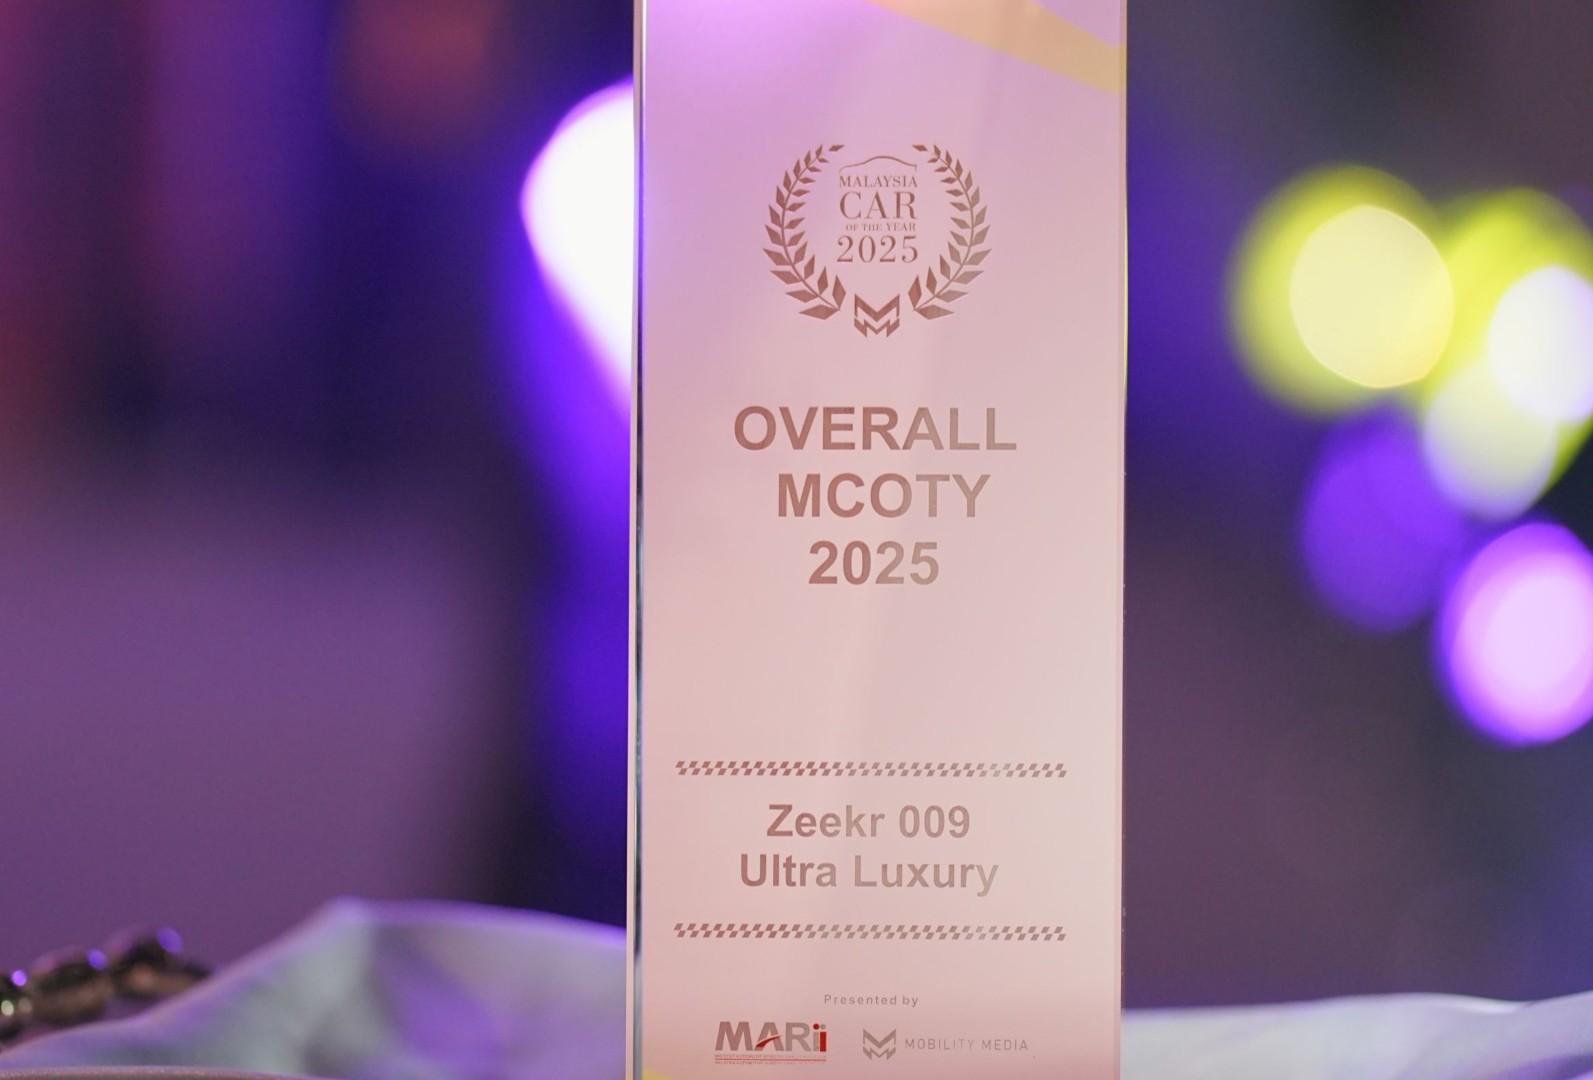 MALAYSIA
CAR
OF THE YEAR
2025
OVERALL
MCOTY
2025
Zeekr 009
Ultra Luxury
Presented by
MARii
MOBILITY MEDIA